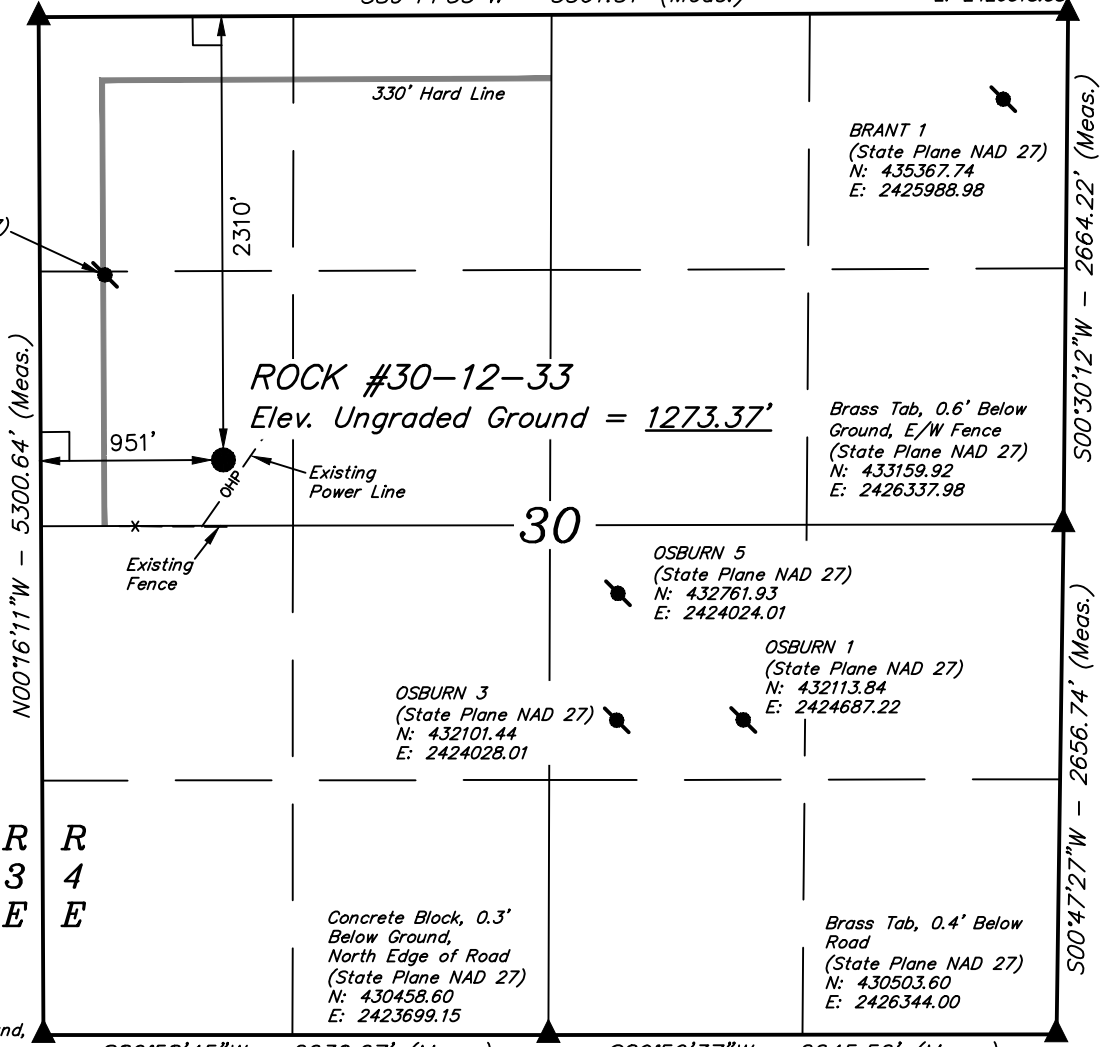 330' Hard Line
BRANT 1
(State Plane NAD 27)
N: 435367.74
E: 2425988.98
S00°30'12"W - 2664.22' (Meas.)
2310'
ROCK #30-12-33
Elev. Ungraded Ground = 1273.37'
951'
Existing
Power Line
OHP
Brass Tab, 0.6' Below
Ground, E/W Fence
(State Plane NAD 27)
N: 433159.92
E: 2426337.98
N00°16'11"W - 5300.64' (Meas.)
x
30
Existing
Fence
OSBURN 5
(State Plane NAD 27)
N: 432761.93
E: 2424024.01
OSBURN 1
(State Plane NAD 27)
N: 432113.84
E: 2424687.22
OSBURN 3
(State Plane NAD 27)
N: 432101.44
E: 2424028.01
S00°47'27"W - 2656.74' (Meas.)
R R
3 4
E E
Concrete Block, 0.3'
Below Ground,
North Edge of Road
(State Plane NAD 27)
N: 430458.60
E: 2423699.15
Brass Tab, 0.4' Below
Road
(State Plane NAD 27)
N: 430503.60
E: 2426344.00